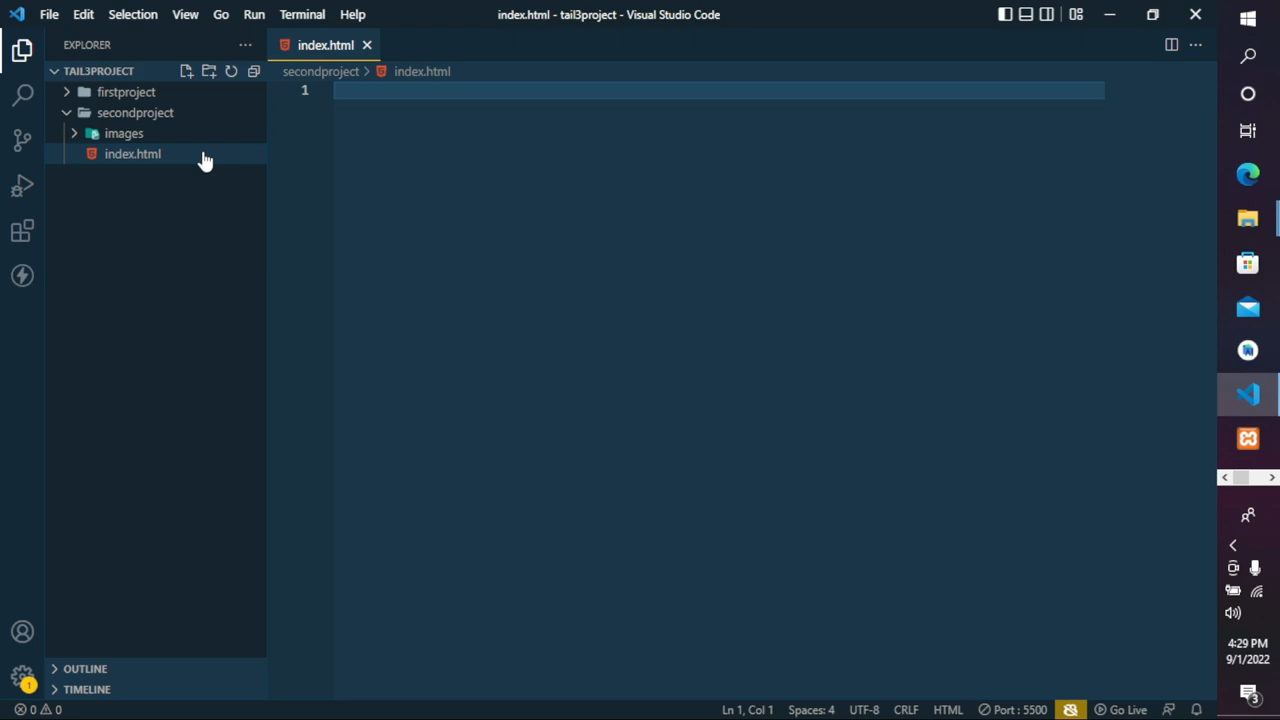 File Edit Selection View Go Run Terminal Help
index.html - tail3project - Visual Studio Code
EXPLORER
index.html
TAIL3PROJECT
secondproject > index.html
firstproject
1
secondproject
images
index.html
OUTLINE
TIMELINE
0 0
Ln 1, Col 1 Spaces: 4 UTF-8 CRLF HTML Port : 5500 Go Live
1
4:29 PM
9/1/2022
3